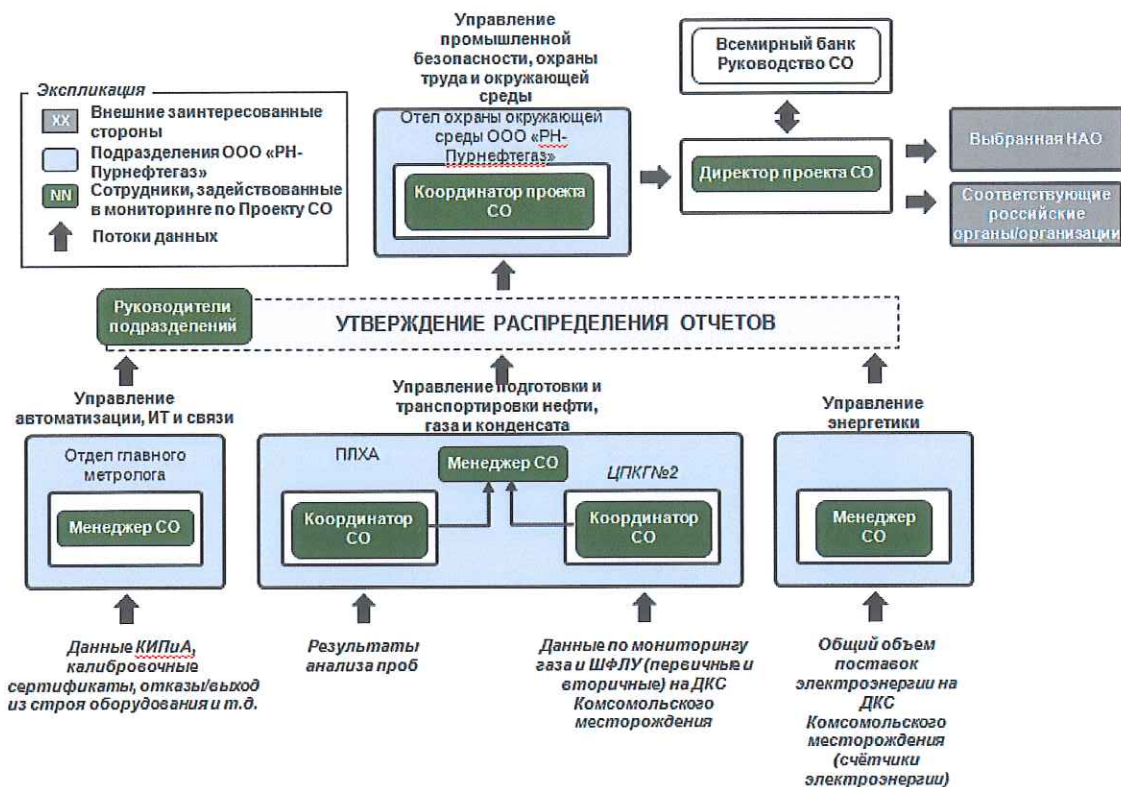 Управление
промышленной
безопасности, охраны
труда и окружающей
среды
Всемирный банк
Руководство СО
Экспликация
XX
Внешние заинтересованные
стороны
Подразделения ООО «РН-
Пурнефтегаз»
NN
Сотрудники, задействованные
в мониторинге по Проекту СО
Потоки данных
Отел охраны окружающей
среды ООО «РН-
Пурнефтегаз»
Координатор проекта
СО
Директор проекта СО
Выбранная НАО
Соответствующие
российские
органы/организации
Руководители
подразделений
УТВЕРЖДЕНИЕ РАСПРЕДЕЛЕНИЯ ОТЧЕТОВ
Управление
автоматизации, ИТ и связи
Управление подготовки и
транспортировки нефти,
газа и конденсата
Управление
энергетики
Отдел главного
метролога
Менеджер СО
ПЛХА
Менеджер СО
ЦПКГ№2
Координатор
СО
Координатор
СО
Менеджер
СО
Данные КИПиА,
калибровочные
сертификаты, отказы/выход
из строя оборудования и т.д.
Результаты
анализа проб
Данные по мониторингу
газа и ШФЛУ (первичные и
вторичные) на ДКС
Комсомольского
месторождения
Общий объем
поставок
электроэнергии на
ДКС
Комсомольского
месторождения
(счётчики
электроэнергии)